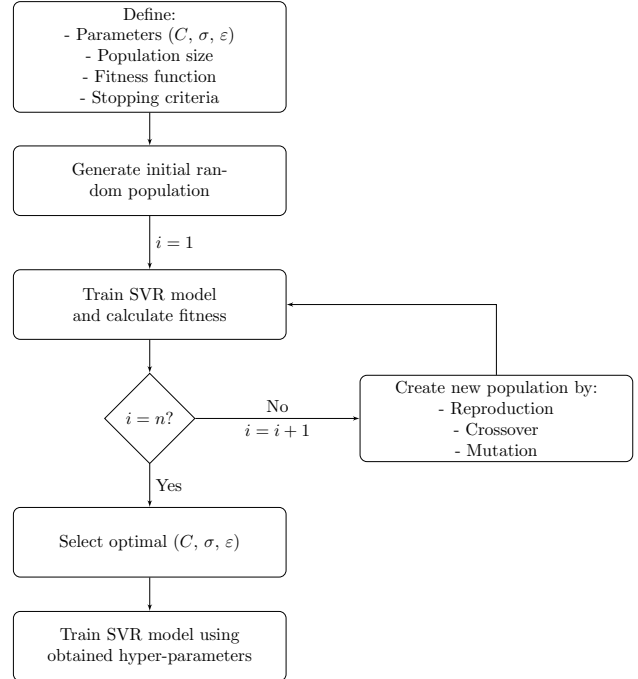 Define:
- Parameters (C, σ, ε)
- Population size
- Fitness function
- Stopping criteria
Generate initial ran-
dom population
i = 1
Train SVR model
and calculate fitness
i = n?
No
i = i + 1
Create new population by:
- Reproduction
- Crossover
- Mutation
Yes
Select optimal (C, σ, ε)
Train SVR model using
obtained hyper-parameters